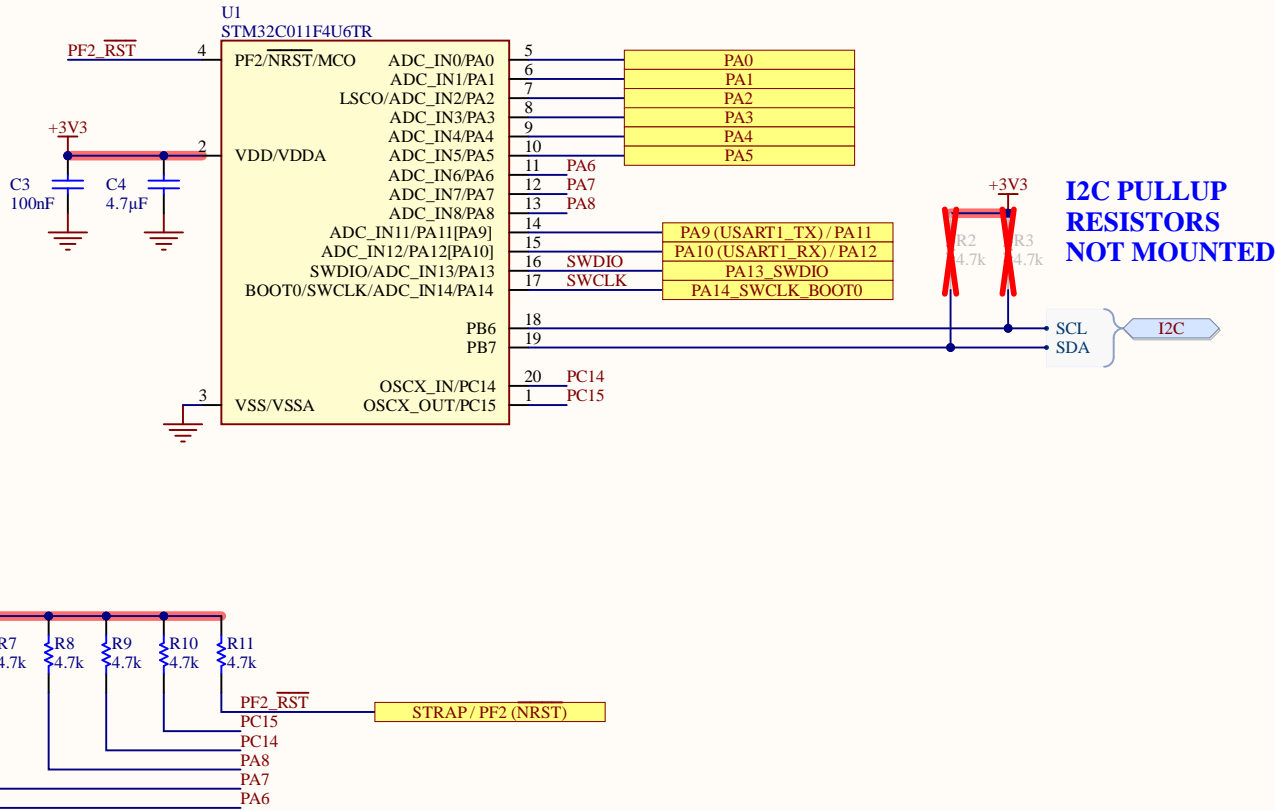 U1
STM32C011F4U6TR
PF2_RST
4
PF2/NRST/MCO
ADC_IN0/PA0
5
PA0
ADC_IN1/PA1
6
PA1
LSCO/ADC_IN2/PA2
7
PA2
ADC_IN3/PA3
8
PA3
ADC_IN4/PA4
9
PA4
+3V3
2
VDD/VDDA
ADC_IN5/PA5
10
PA5
ADC_IN6/PA6
11
PA6
C3
100nF
C4
4.7µF
ADC_IN7/PA7
12
PA7
ADC_IN8/PA8
13
PA8
ADC_IN11/PA11[PA9]
14
PA9 (USART1_TX) / PA11
ADC_IN12/PA12[PA10]
15
PA10 (USART1_RX) / PA12
SWDIO/ADC_IN13/PA13
16
SWDIO
PA13_SWDIO
BOOT0/SWCLK/ADC_IN14/PA14
17
SWCLK
PA14_SWCLK_BOOT0
+3V3
R2
4.7k
R3
4.7k
I2C PULLUP
RESISTORS
NOT MOUNTED
PB6
18
SCL
PB7
19
SDA
I2C
OSCX_IN/PC14
20
PC14
3
VSS/VSSA
OSCX_OUT/PC15
1
PC15
R7
4.7k
R8
4.7k
R9
4.7k
R10
4.7k
R11
4.7k
PF2_RST
STRAP / PF2 (NRST)
PC15
PC14
PA8
PA7
PA6